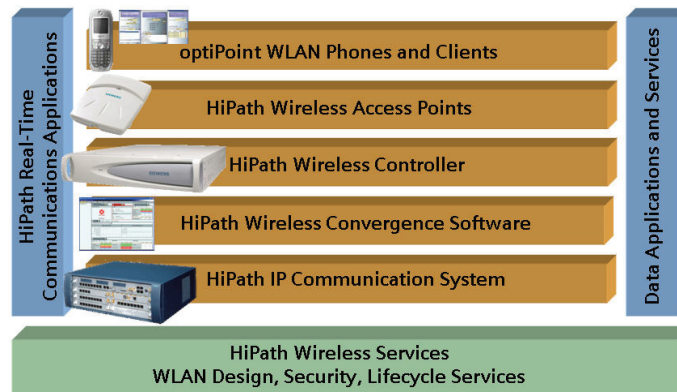 HiPath Real-Time
Communications Applications
optiPoint WLAN Phones and Clients
HiPath Wireless Access Points
HiPath Wireless Controller
HiPath Wireless Convergence Software
HiPath IP Communication System
Data Applications and Services
HiPath Wireless Services
WLAN Design, Security, Lifecycle Services